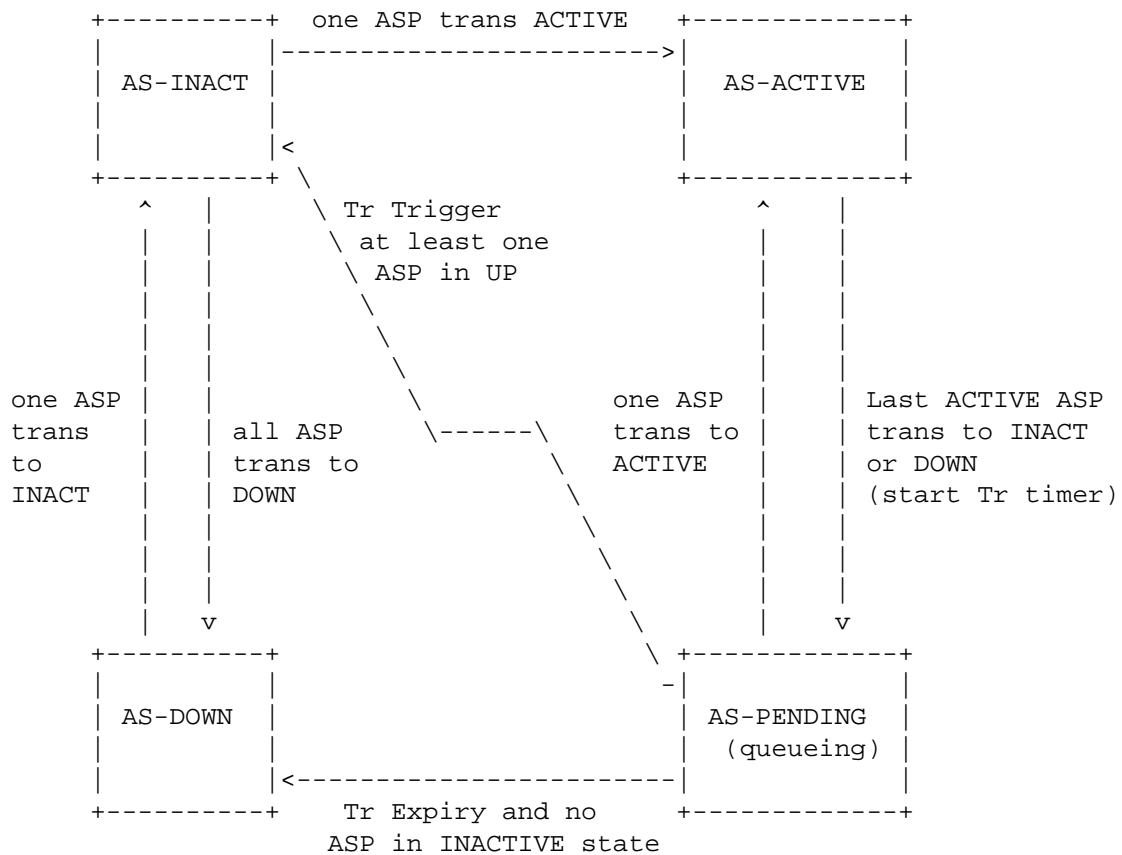 one ASP trans ACTIVE
AS-INACT
AS-ACTIVE
Tr Trigger
at least one
ASP in UP
one ASP
trans
to
INACT
all ASP
trans to
DOWN
one ASP
trans to
ACTIVE
Last ACTIVE ASP
trans to INACT
or DOWN
(start Tr timer)
AS-DOWN
AS-PENDING
(queueing)
Tr Expiry and no
ASP in INACTIVE state